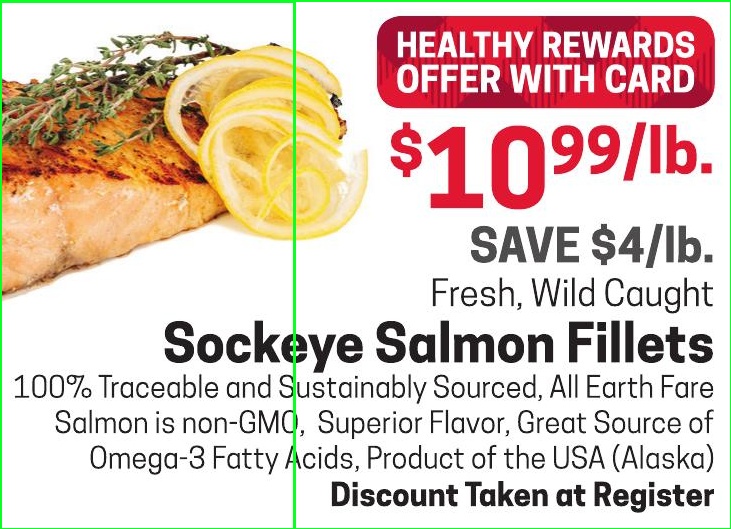 HEALTHY REWARDS
OFFER WITH CARD
$10 99/lb.
SAVE $4/lb.
Fresh, Wild Caught
Sockeye Salmon Fillets
100% Traceable and Sustainably Sourced, All Earth Fare
Salmon is non-GMO, Superior Flavor, Great Source of
Omega-3 Fatty Acids, Product of the USA (Alaska)
Discount Taken at Register